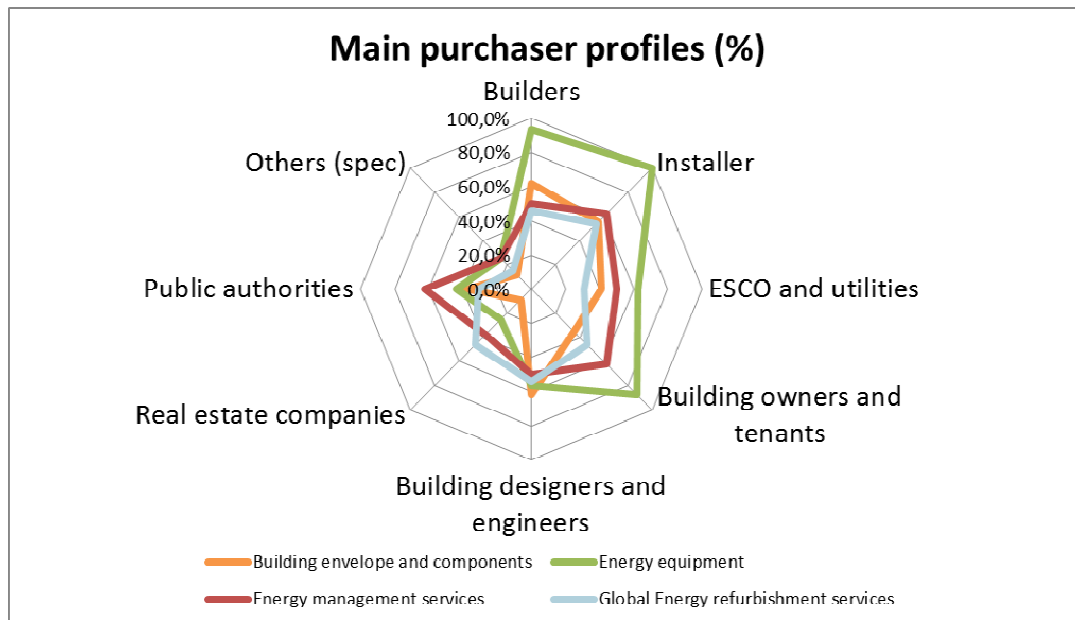 Main purchaser profiles (%)
Builders
100,0%
80,0%
60,0%
40,0%
20,0%
0,0%
Installer
ESCO and utilities
Building owners and
tenants
Building designers and
engineers
Real estate companies
Public authorities
Others (spec)
Building envelope and components
Energy equipment
Energy management services
Global Energy refurbishment services